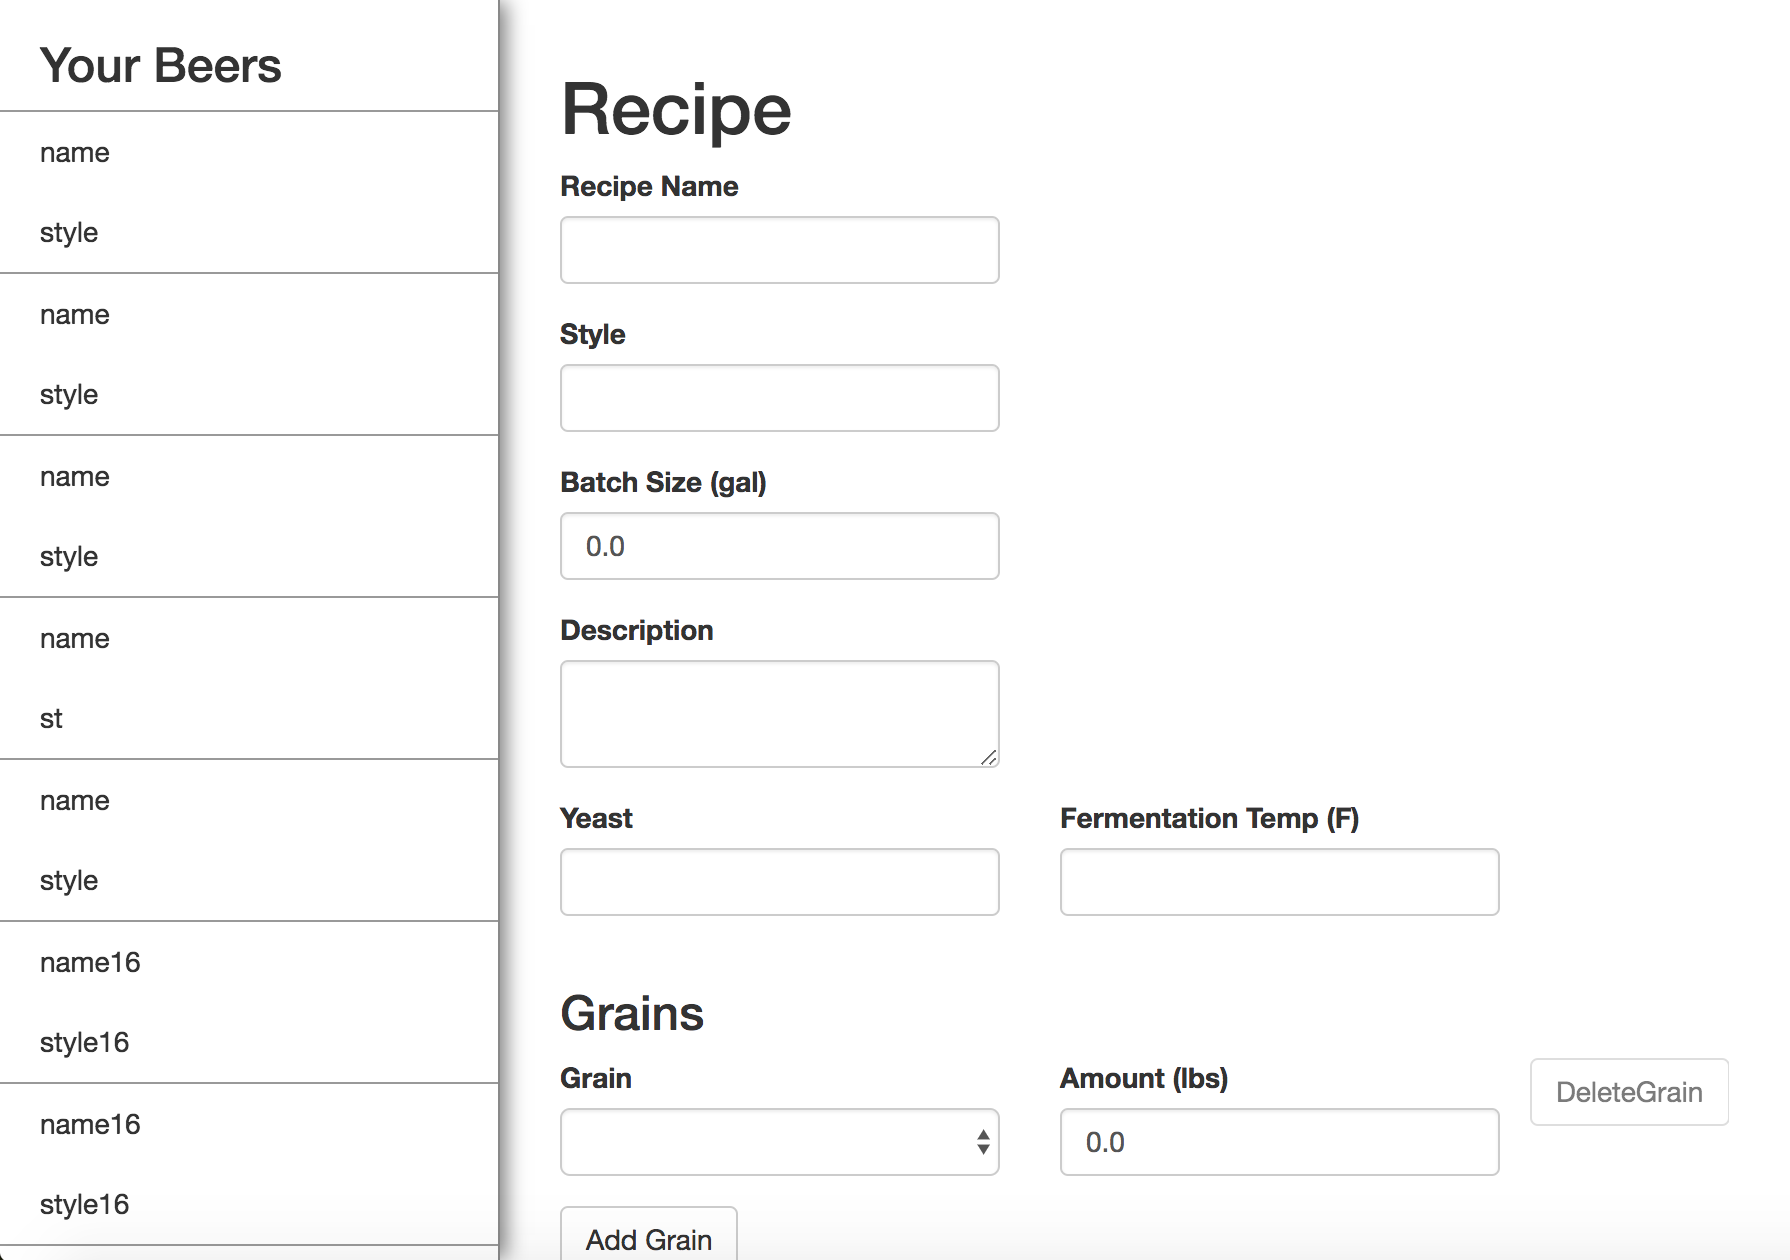 Your Beers
name
style
name
style
name
style
name
st
name
style
name16
style16
name16
style16
Recipe
Recipe Name
Style
Batch Size (gal)
0.0
Description
Yeast Fermentation Temp (F)
Grains
Grain Amount (lbs) DeleteGrain
0.0
Add Grain